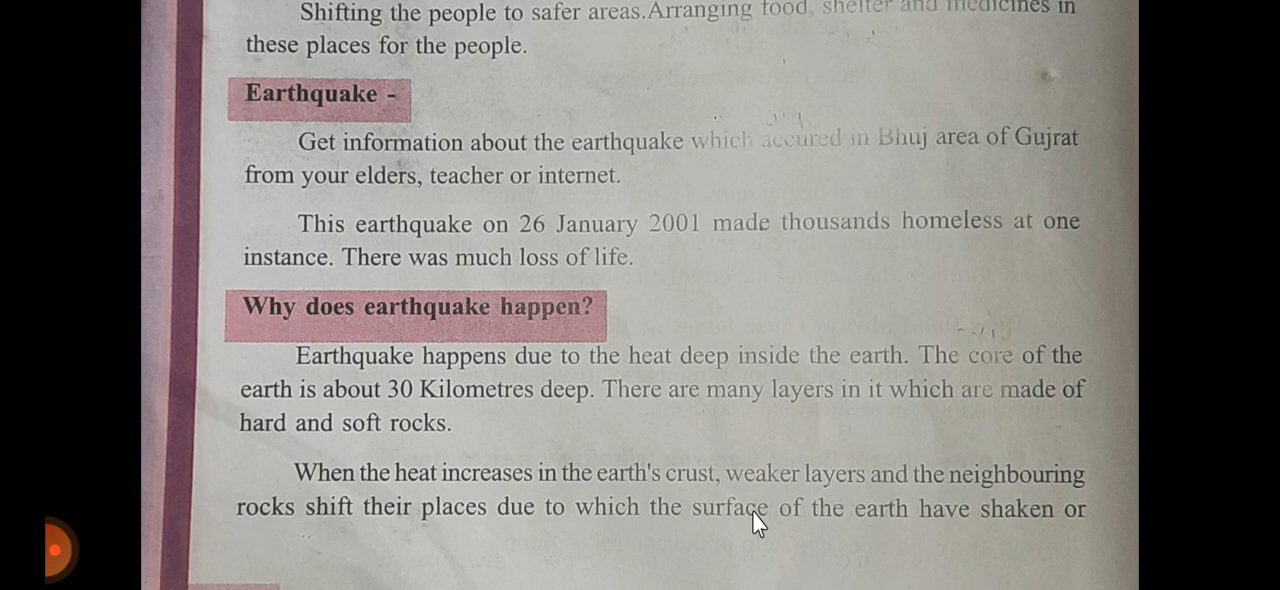 Shifting the people to safer areas.Arranging food, shelter and medicines in
these places for the people.
Earthquake -
Get information about the earthquake which accured in Bhuj area of Gujrat
from your elders, teacher or internet.
This earthquake on 26 January 2001 made thousands homeless at one
instance. There was much loss of life.
Why does earthquake happen?
Earthquake happens due to the heat deep inside the earth. The core of the
earth is about 30 Kilometres deep. There are many layers in it which are made of
hard and soft rocks.
When the heat increases in the earth's crust, weaker layers and the neighbouring
rocks shift their places due to which the surface of the earth have shaken or